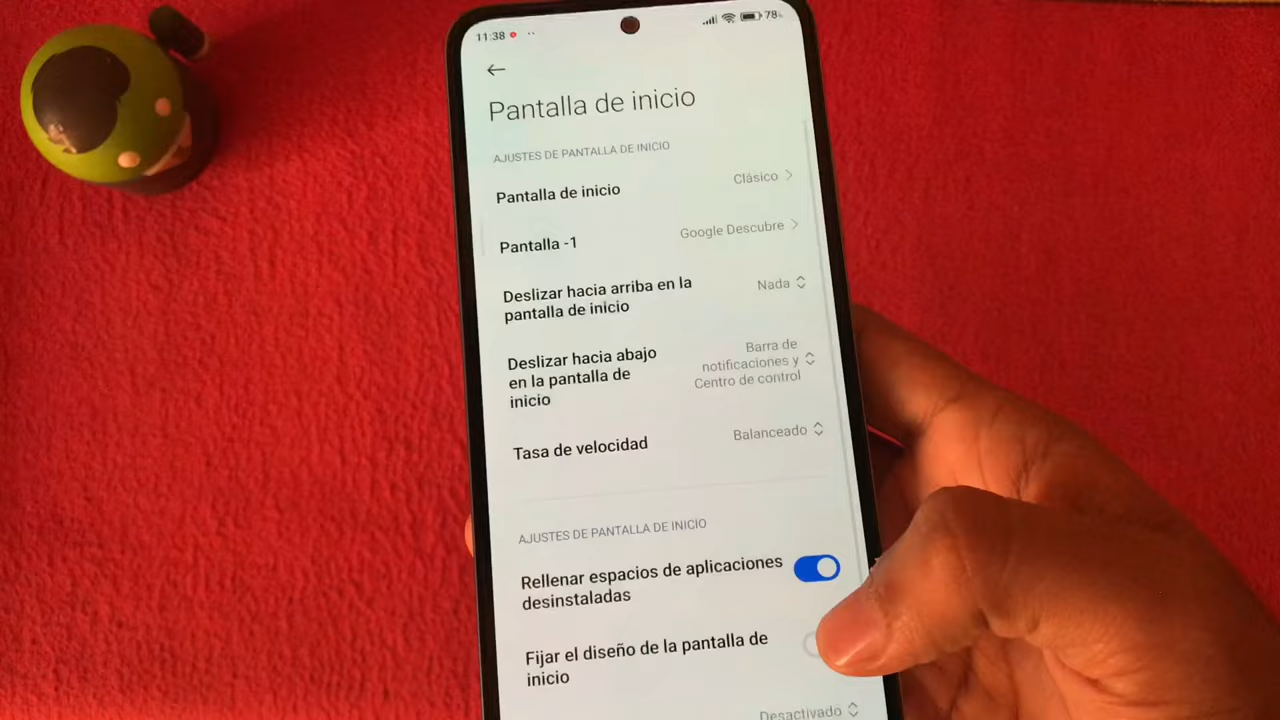 11:38
78
Pantalla de inicio
AJUSTES DE PANTALLA DE INICIO
Pantalla de inicio
Clásico
Pantalla -1
Google Descubre
Deslizar hacia arriba en la
pantalla de inicio
Nada
Deslizar hacia abajo
en la pantalla de
inicio
Barra de
notificaciones y
Centro de control
Tasa de velocidad
Balanceado
AJUSTES DE PANTALLA DE INICIO
Rellenar espacios de aplicaciones
desinstaladas
Fijar el diseño de la pantalla de
inicio
Desactivado